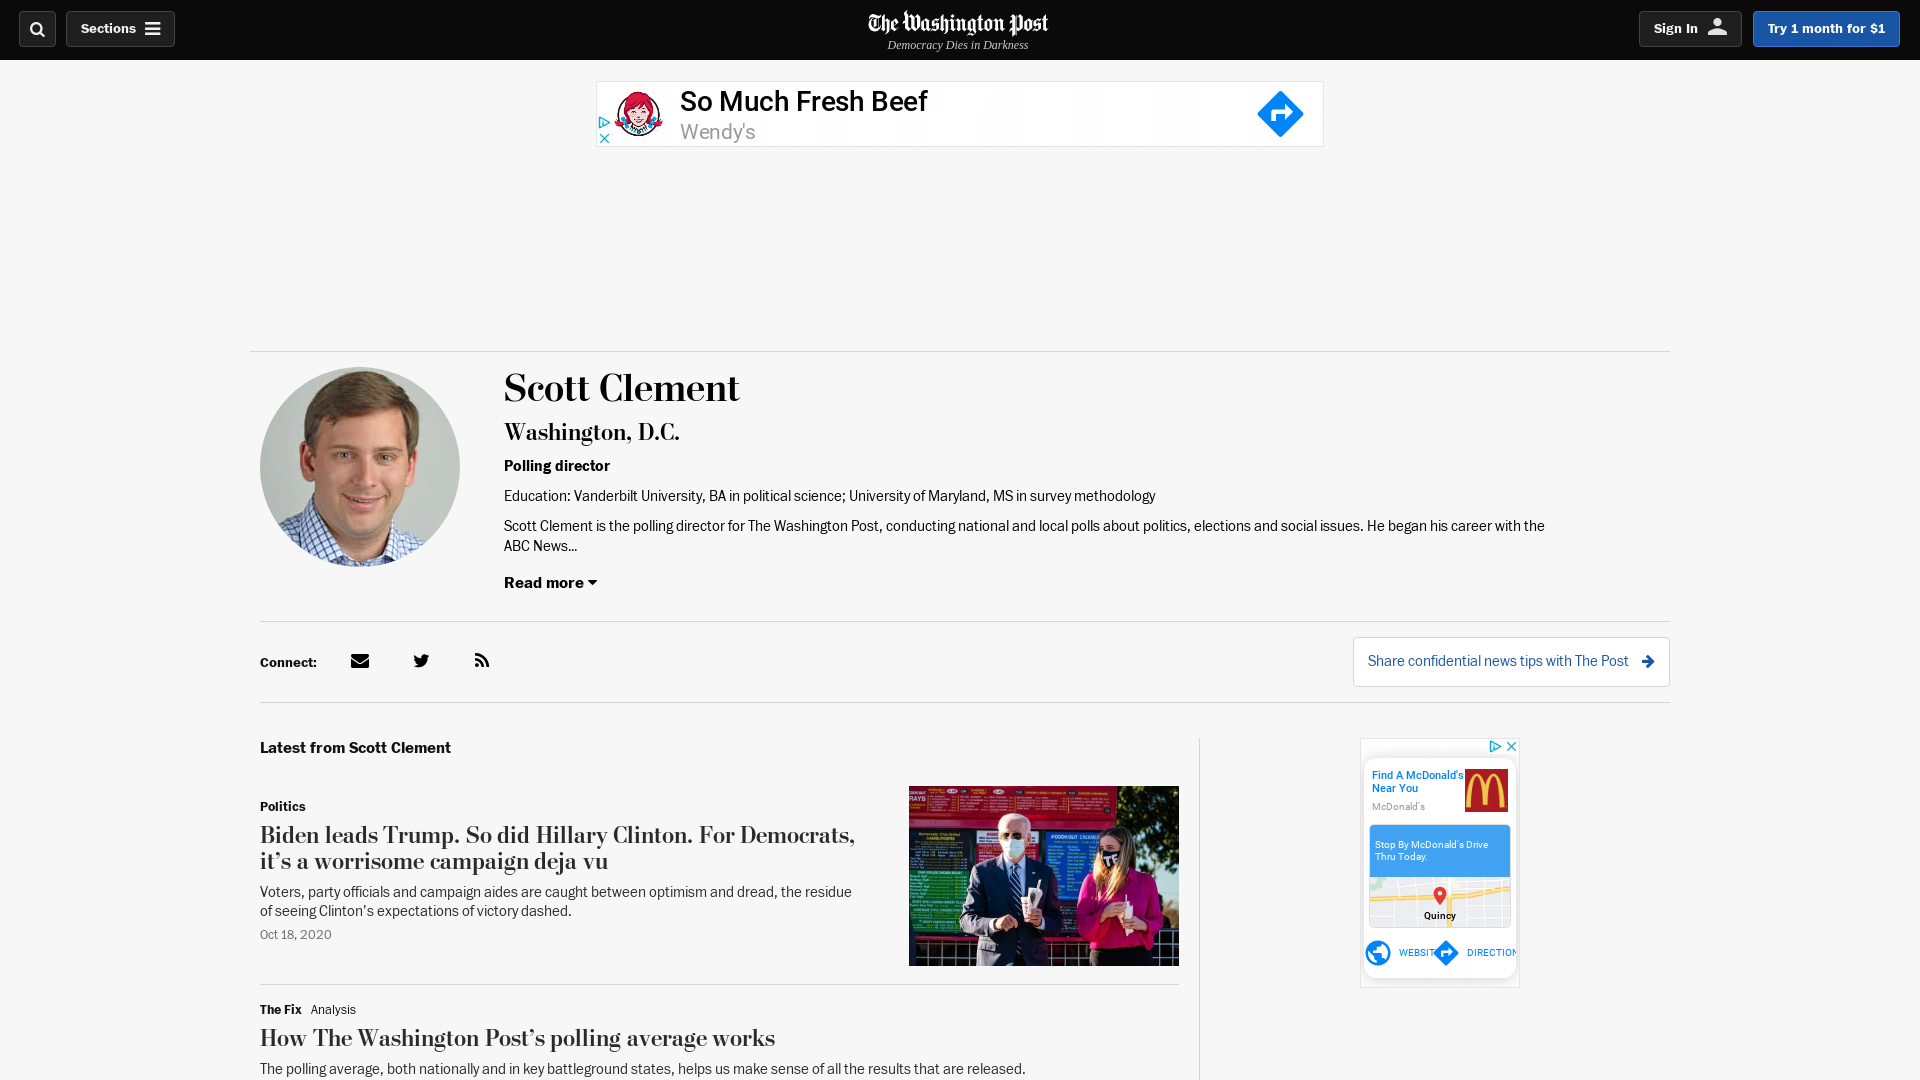 Sections
The Washington Post
Democracy Dies in Darkness
Sign In
Try 1 month for $1
So Much Fresh Beef
Wendy's
Scott Clement
Washington, D.C.
Polling director
Education: Vanderbilt University, BA in political science; University of Maryland, MS in survey methodology
Scott Clement is the polling director for The Washington Post, conducting national and local polls about politics, elections and social issues. He began his career with the
ABC News...
Read more
Connect:
Share confidential news tips with The Post
Latest from Scott Clement
Politics
Biden leads Trump. So did Hillary Clinton. For Democrats,
it’s a worrisome campaign deja vu
Voters, party officials and campaign aides are caught between optimism and dread, the residue
of seeing Clinton’s expectations of victory dashed.
Oct 18, 2020
The Fix Analysis
How The Washington Post’s polling average works
The polling average, both nationally and in key battleground states, helps us make sense of all the results that are released.
Find A McDonald's
Near You
McDonald's
Stop By McDonald's Drive
Thru Today.
Quincy
WEBSIT
DIRECTION